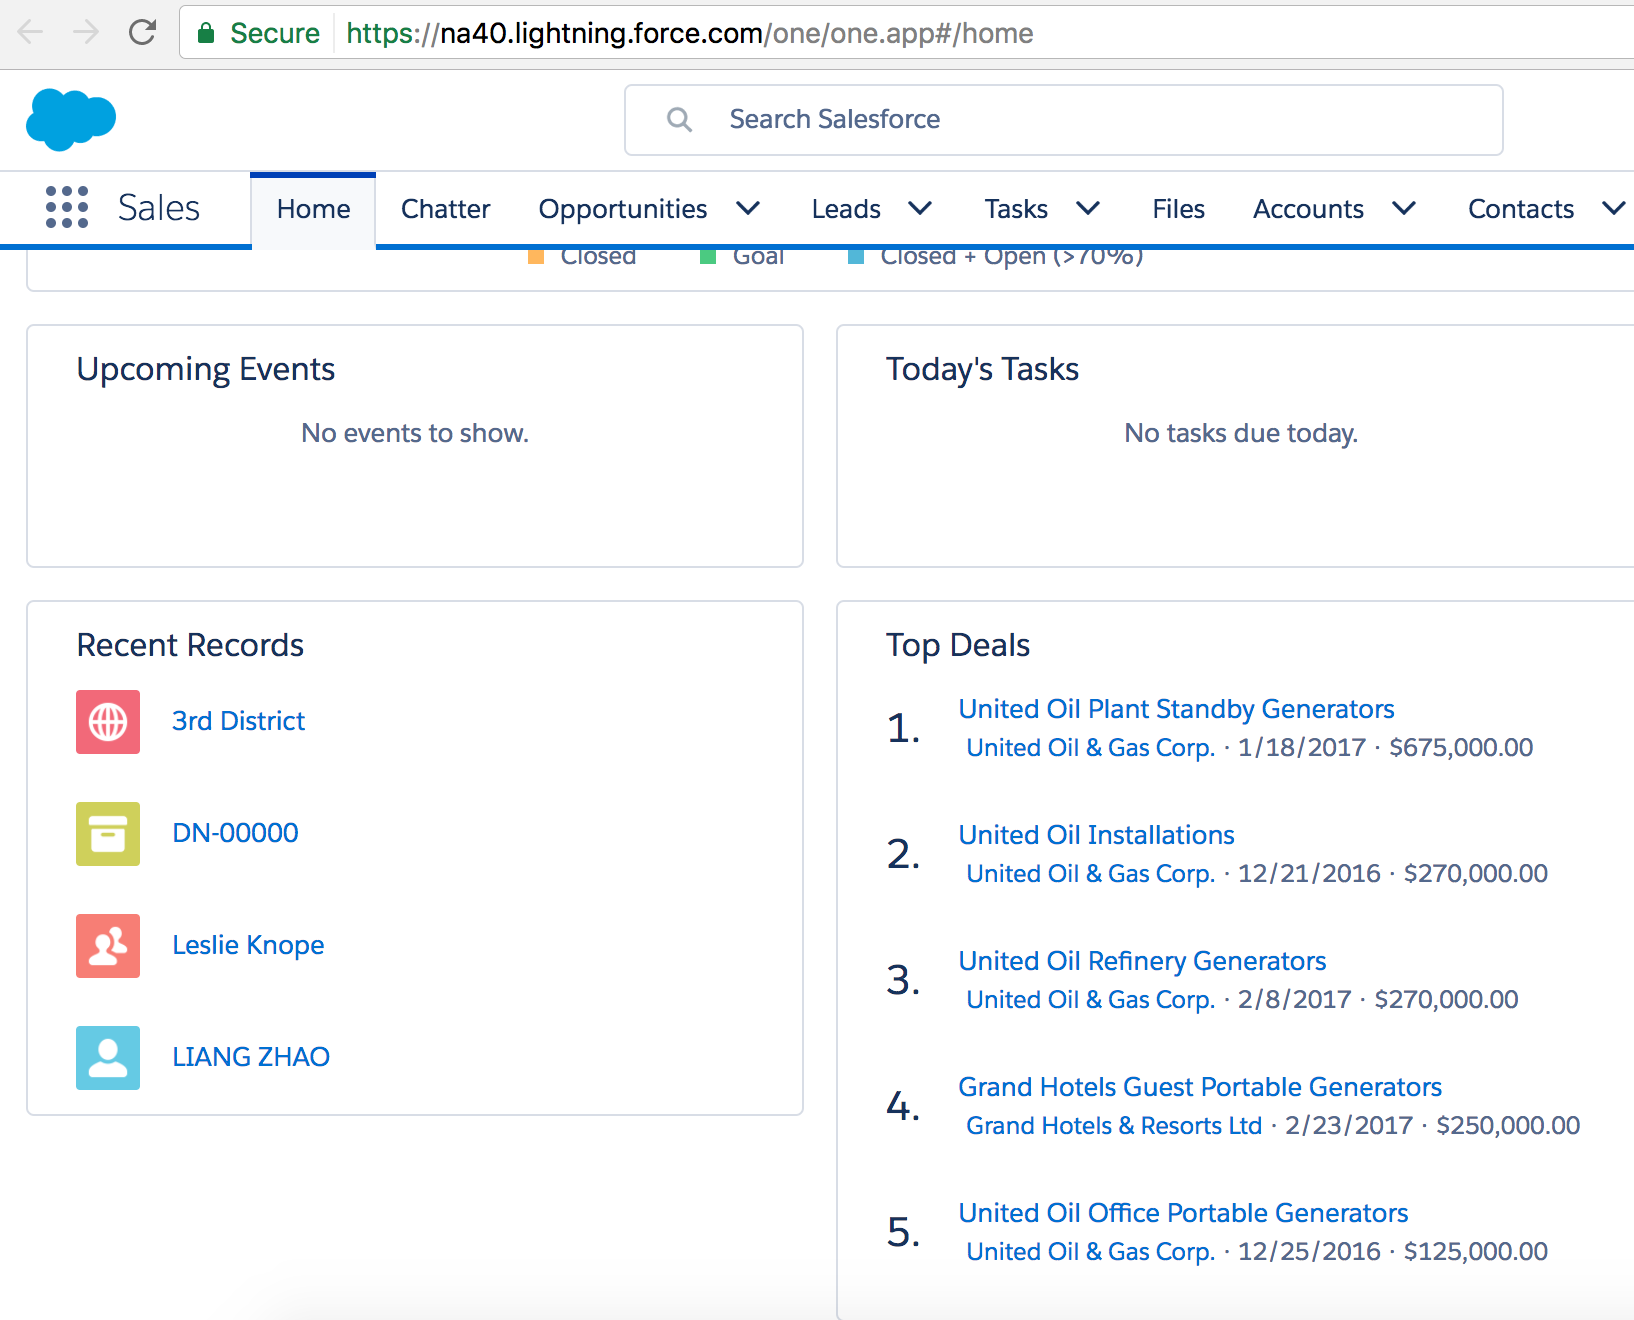 Secure https://na40.lightning.force.com/one/one.app#/home
Search Salesforce
Sales Home Chatter Opportunities Leads Tasks Files Accounts Contacts
Closed Goal Closed + Open (>70%)
Upcoming Events
No events to show.
Today's Tasks
No tasks due today.
Recent Records
3rd District
DN-00000
Leslie Knope
LIANG ZHAO
Top Deals
1. United Oil Plant Standby Generators
United Oil & Gas Corp. · 1/18/2017 · $675,000.00
2. United Oil Installations
United Oil & Gas Corp. · 12/21/2016 · $270,000.00
3. United Oil Refinery Generators
United Oil & Gas Corp. · 2/8/2017 · $270,000.00
4. Grand Hotels Guest Portable Generators
Grand Hotels & Resorts Ltd · 2/23/2017 · $250,000.00
5. United Oil Office Portable Generators
United Oil & Gas Corp. · 12/25/2016 · $125,000.00